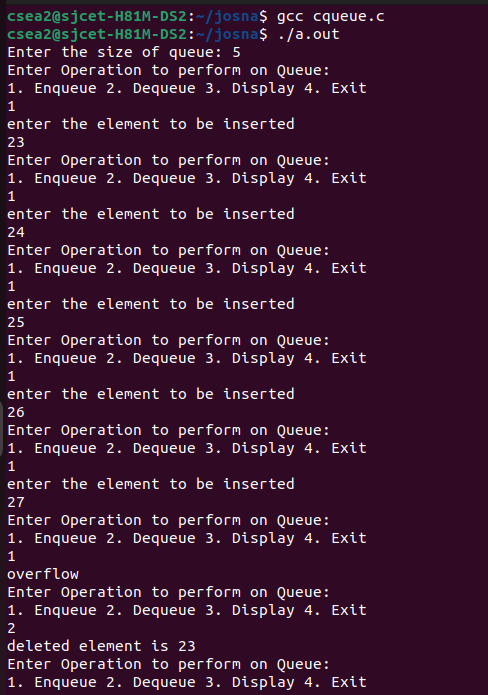 csea2@sjcet-H81M-DS2:~/josna$ gcc cqueue.c
csea2@sjcet-H81M-DS2:~/josna$ ./a.out
Enter the size of queue: 5
Enter Operation to perform on Queue:
1. Enqueue 2. Dequeue 3. Display 4. Exit
1
enter the element to be inserted
23
Enter Operation to perform on Queue:
1. Enqueue 2. Dequeue 3. Display 4. Exit
1
enter the element to be inserted
24
Enter Operation to perform on Queue:
1. Enqueue 2. Dequeue 3. Display 4. Exit
1
enter the element to be inserted
25
Enter Operation to perform on Queue:
1. Enqueue 2. Dequeue 3. Display 4. Exit
1
enter the element to be inserted
26
Enter Operation to perform on Queue:
1. Enqueue 2. Dequeue 3. Display 4. Exit
1
enter the element to be inserted
27
Enter Operation to perform on Queue:
1. Enqueue 2. Dequeue 3. Display 4. Exit
1
overflow
Enter Operation to perform on Queue:
1. Enqueue 2. Dequeue 3. Display 4. Exit
2
deleted element is 23
Enter Operation to perform on Queue:
1. Enqueue 2. Dequeue 3. Display 4. Exit